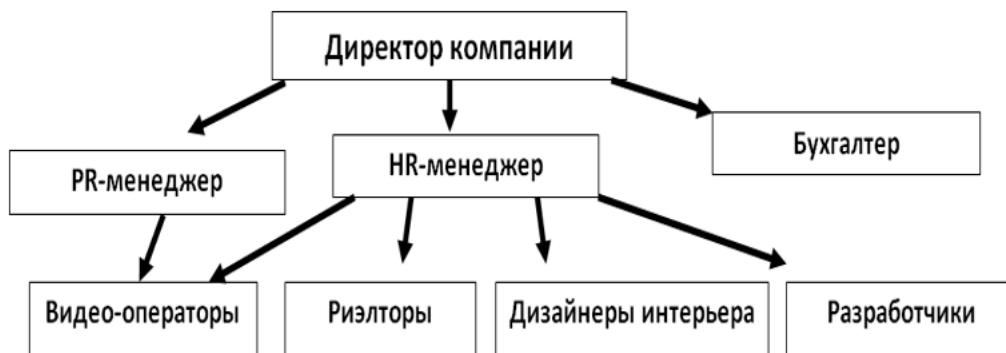 Директор компании
PR-менеджер
HR-менеджер
Бухгалтер
Видео-операторы
Риэлторы
Дизайнеры интерьера
Разработчики